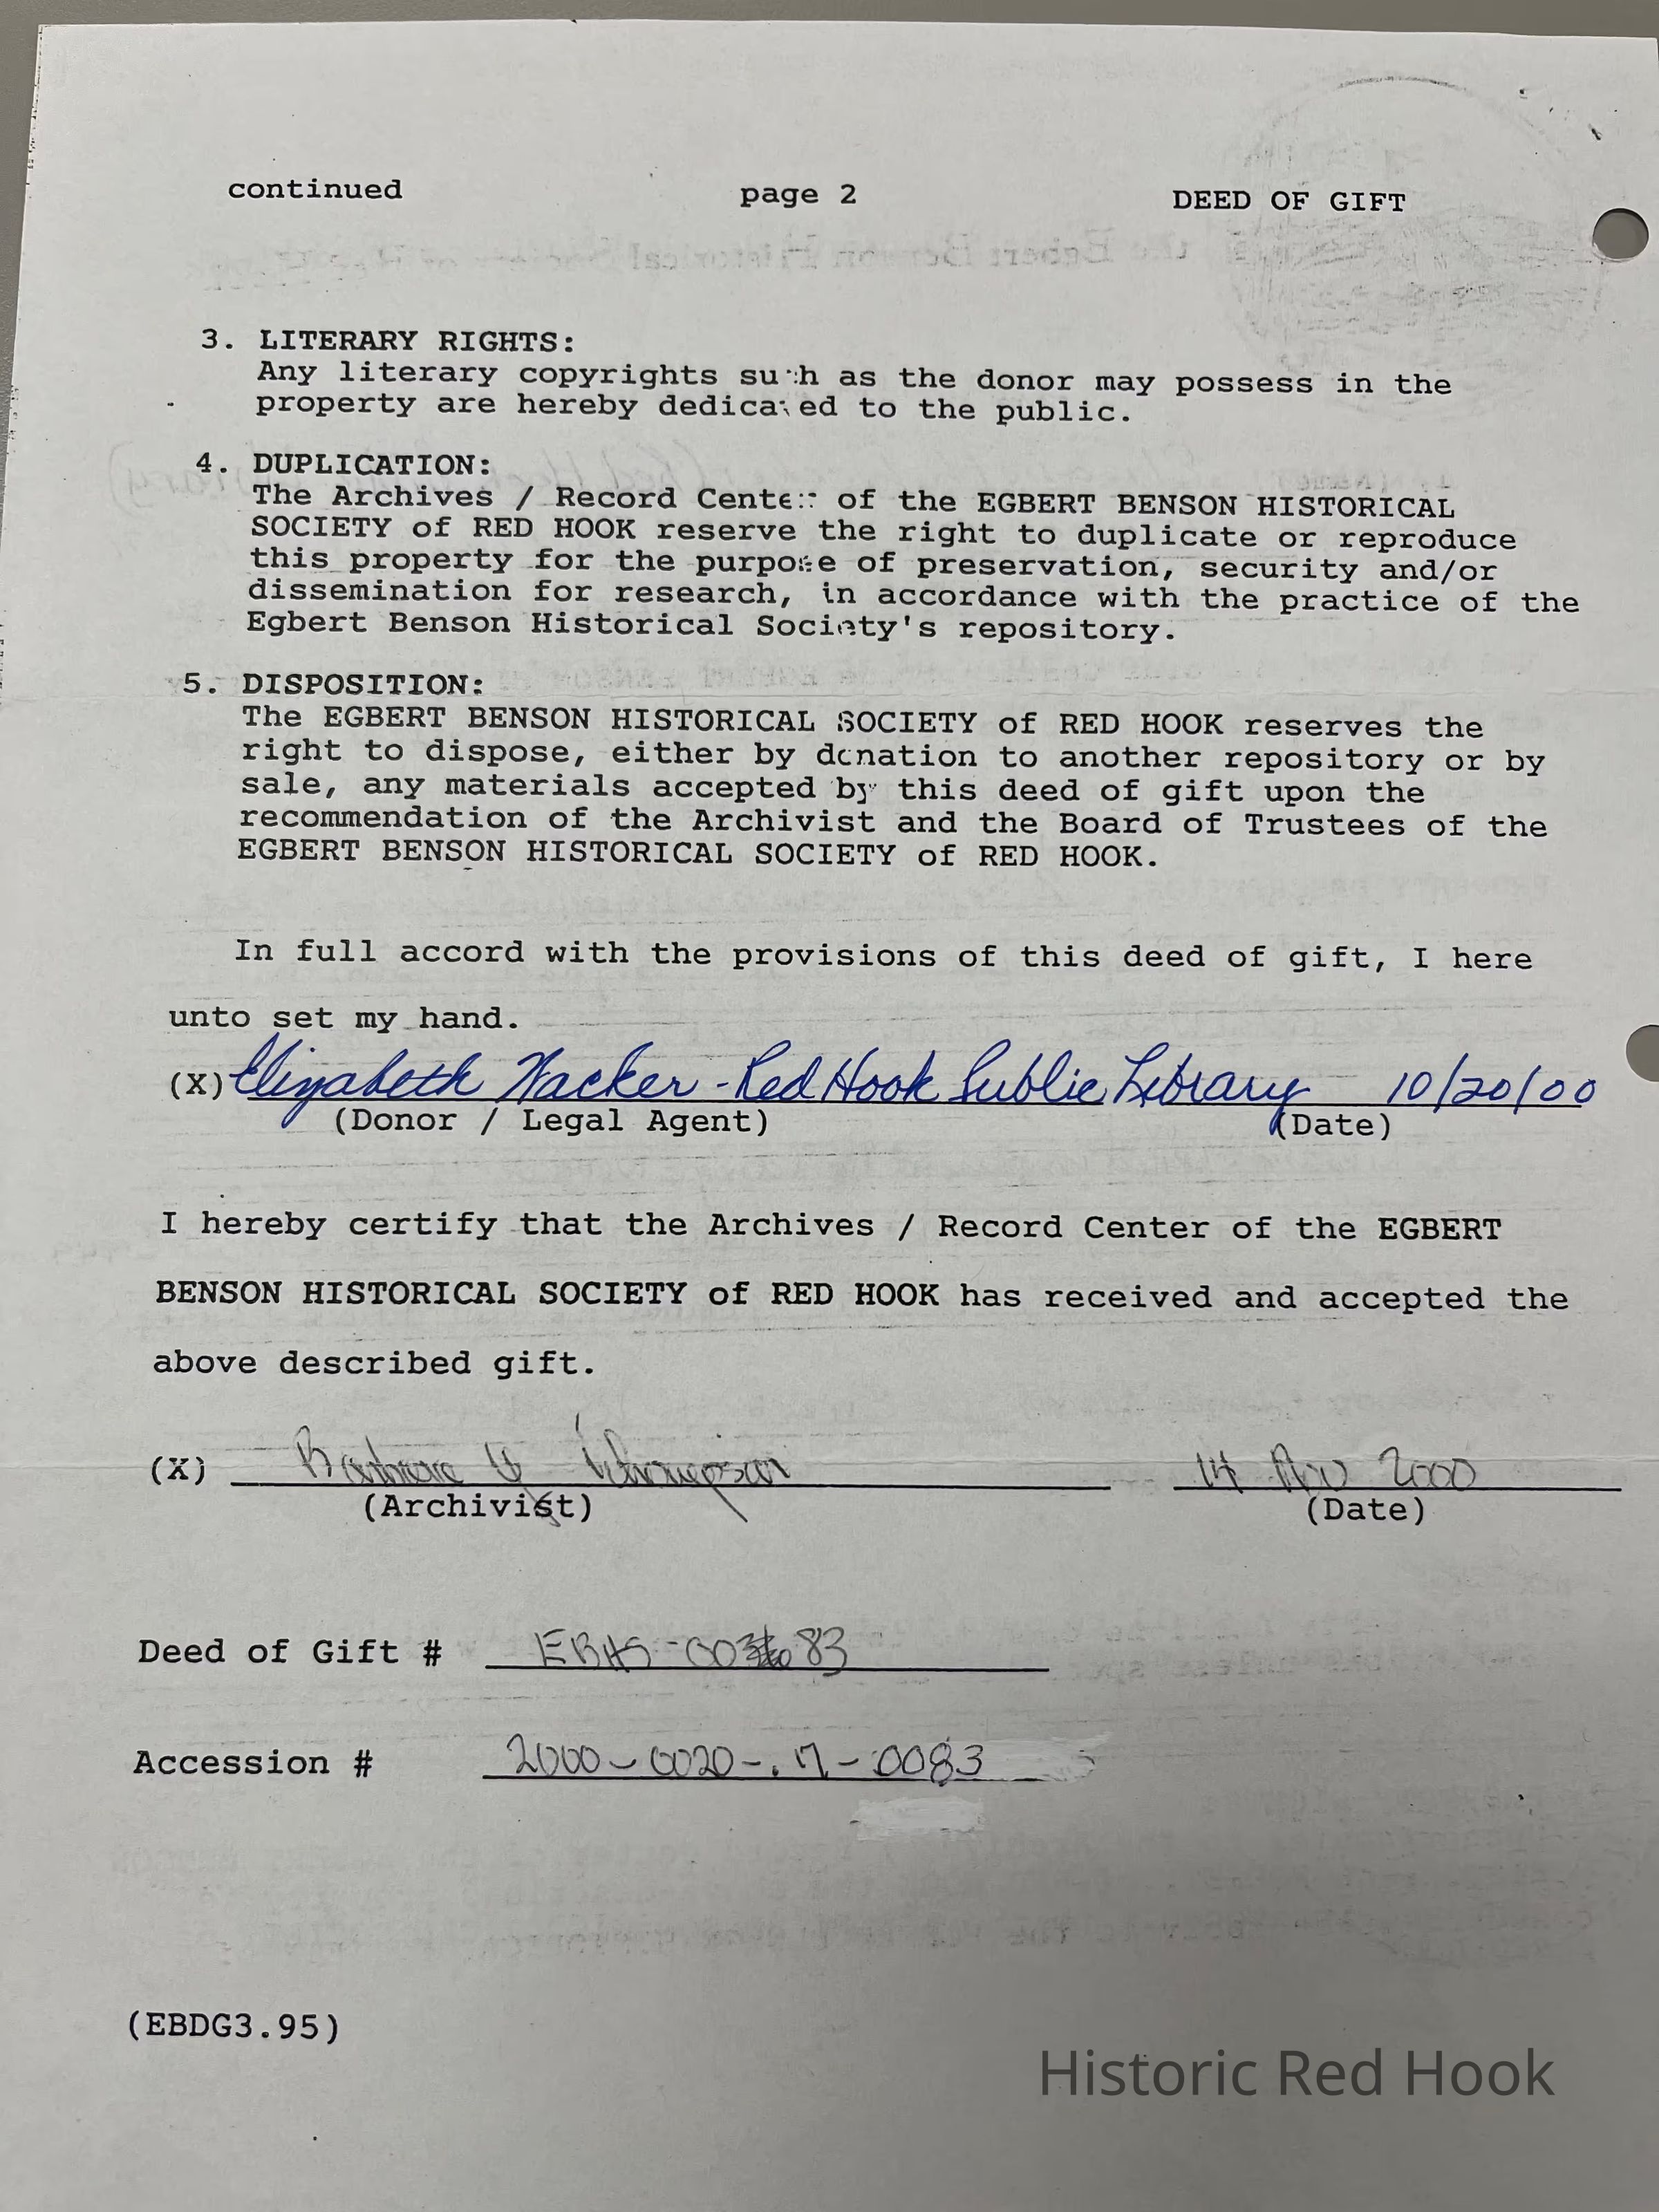 continued page 2 DEED OF GIFT
3. LITERARY RIGHTS:
Any literary copyrights such as the donor may possess in the
property are hereby dedicated to the public.
4. DUPLICATION:
The Archives / Record Center of the EGBERT BENSON HISTORICAL
SOCIETY of RED HOOK reserve the right to duplicate or reproduce
this property for the purpose of preservation, security and/or
dissemination for research, in accordance with the practice of the
Egbert Benson Historical Society's repository.
5. DISPOSITION:
The EGBERT BENSON HISTORICAL SOCIETY of RED HOOK reserves the
right to dispose, either by donation to another repository or by
sale, any materials accepted by this deed of gift upon the
recommendation of the Archivist and the Board of Trustees of the
EGBERT BENSON HISTORICAL SOCIETY of RED HOOK.
In full accord with the provisions of this deed of gift, I here
unto set my hand.
(X) Elizabeth Hacker - Red Hook Public Library 10/20/00
(Donor / Legal Agent) (Date)
I hereby certify that the Archives / Record Center of the EGBERT
BENSON HISTORICAL SOCIETY of RED HOOK has received and accepted the
above described gift.
(X) Barbara Thompson 14 Nov 2000
(Archivist) (Date)
Deed of Gift # EBHS-0083
Accession # 2000-0020-.17-0083
(EBDG3.95)
Historic Red Hook